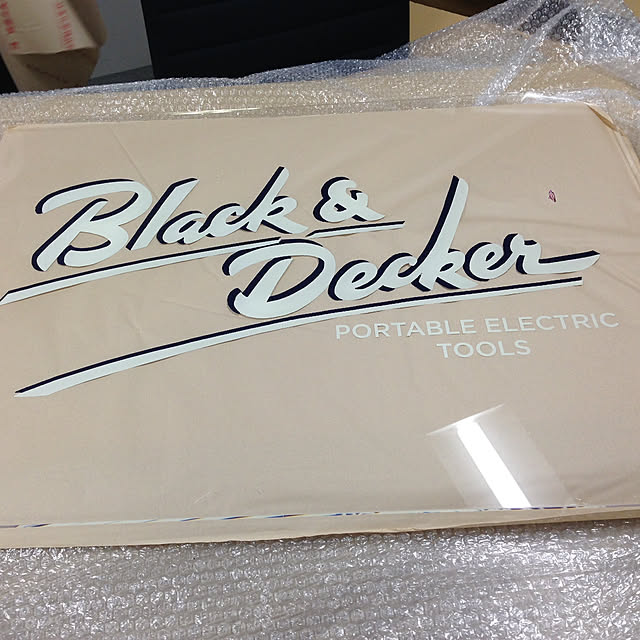 Black &
Decker
PORTABLE ELECTRIC
TOOLS